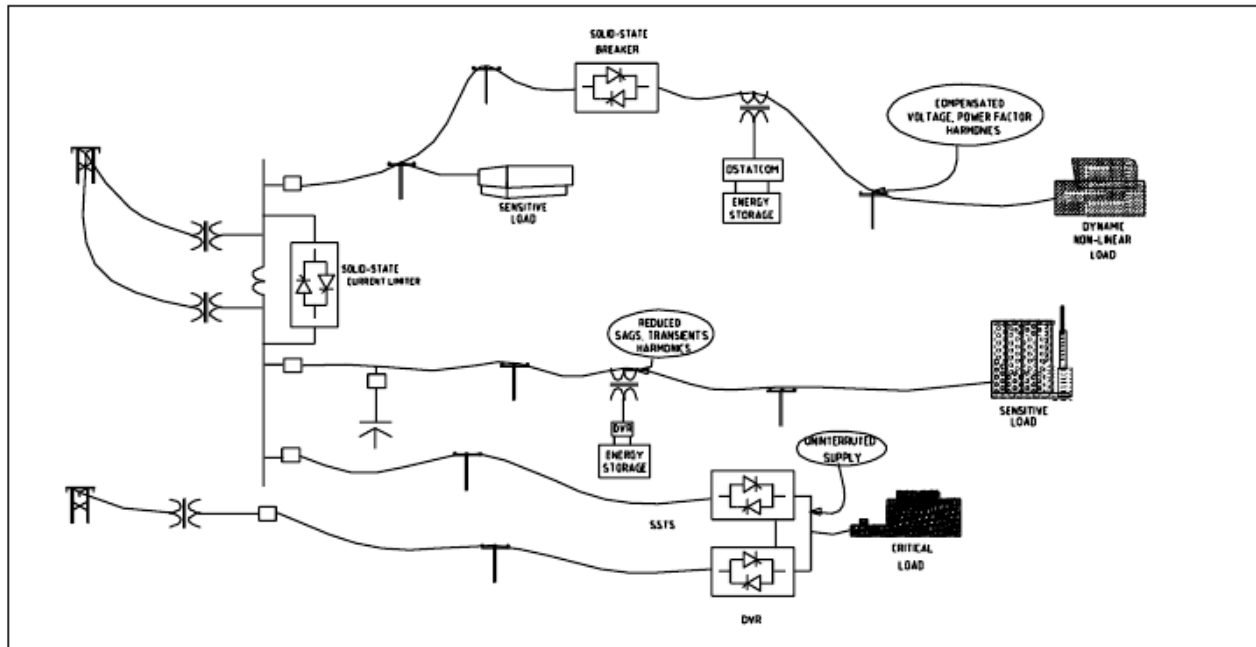 SOLID-STATE
BREAKER
COMPENSATED
VOLTAGE, POWER FACTOR
HARMONICS
DSTATCOM
ENERGY
STORAGE
SENSITIVE
LOAD
DYNAMIC
NON-LINEAR
LOAD
SOLID-STATE
CURRENT LIMITER
REDUCED
SAGS, TRANSIENTS
HARMONICS
DVR
ENERGY
STORAGE
SENSITIVE
LOAD
UNINTERRUTED
SUPPLY
SSTS
CRITICAL
LOAD
DVR